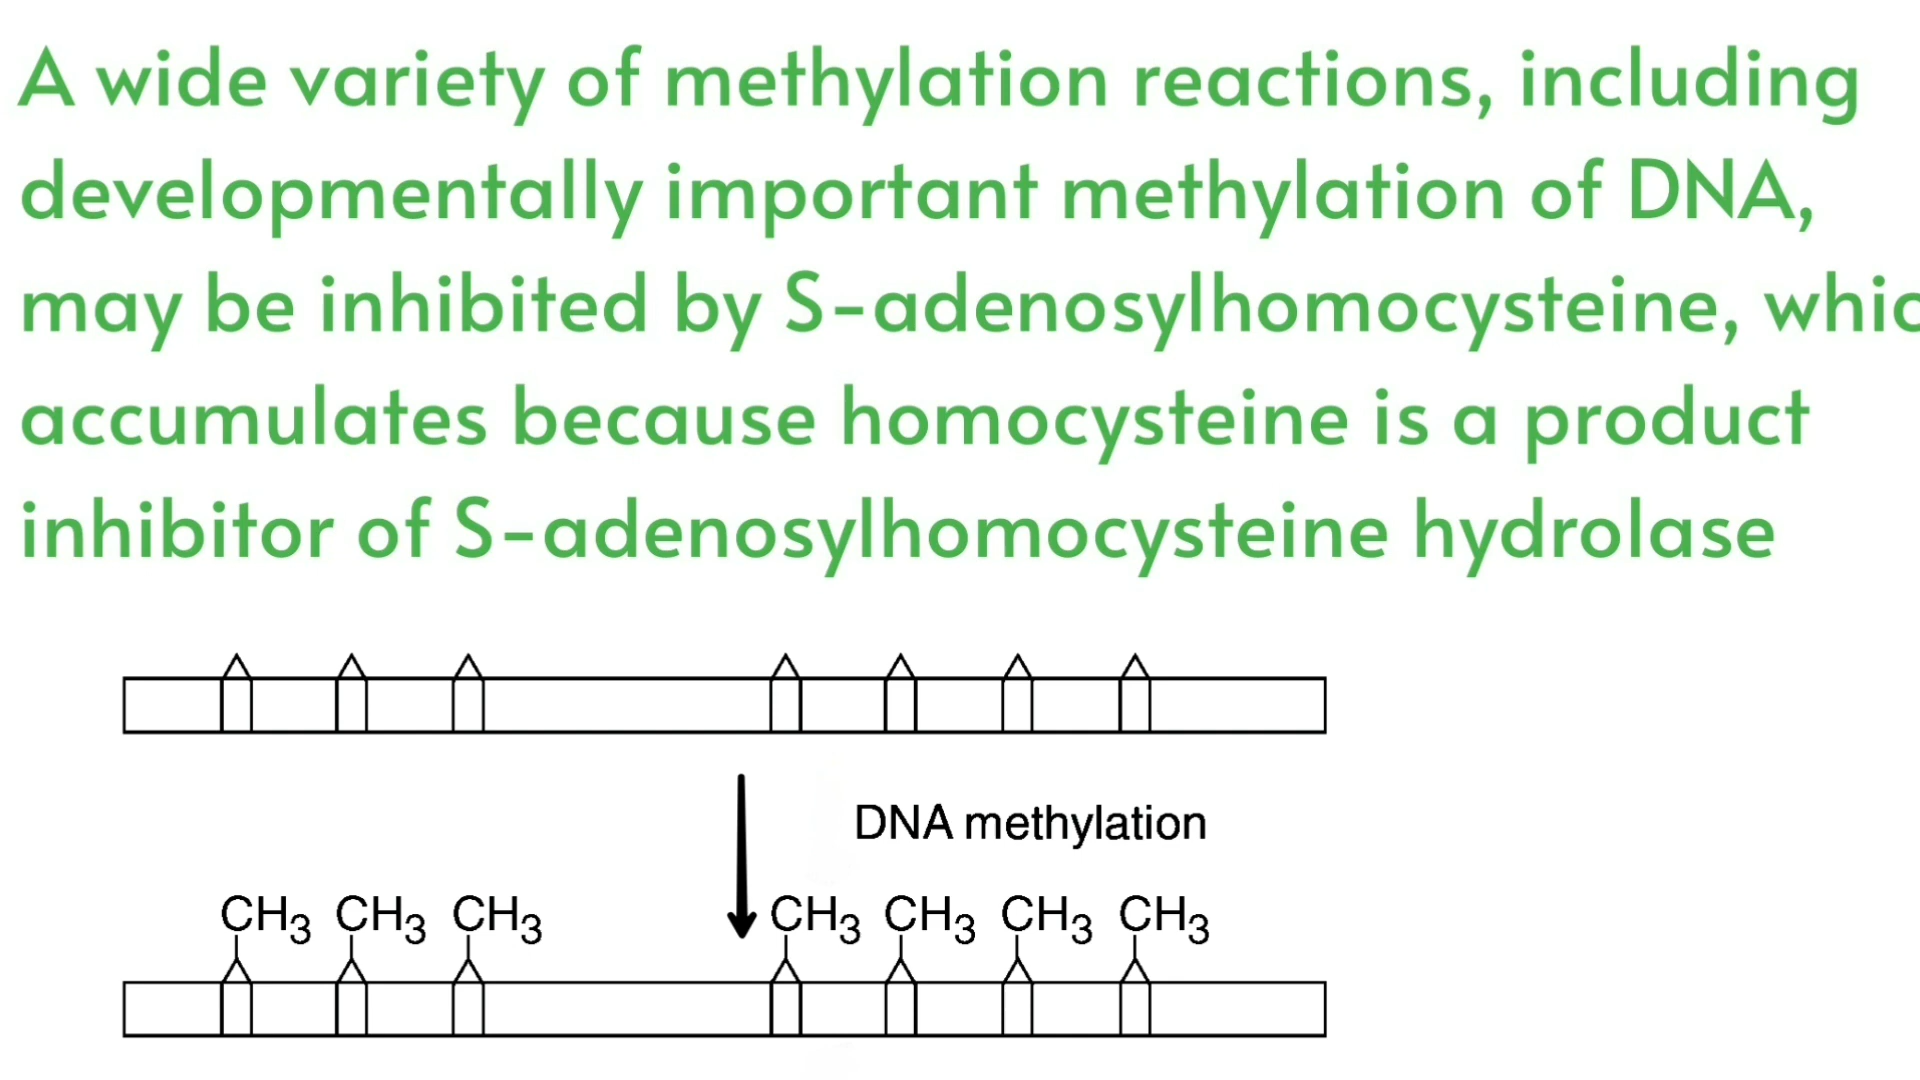 A wide variety of methylation reactions, including
developmentally important methylation of DNA,
may be inhibited by S-adenosylhomocysteine, whic
accumulates because homocysteine is a product
inhibitor of S-adenosylhomocysteine hydrolase
DNA methylation
CH3 CH3 CH3 CH3 CH3 CH3 CH3